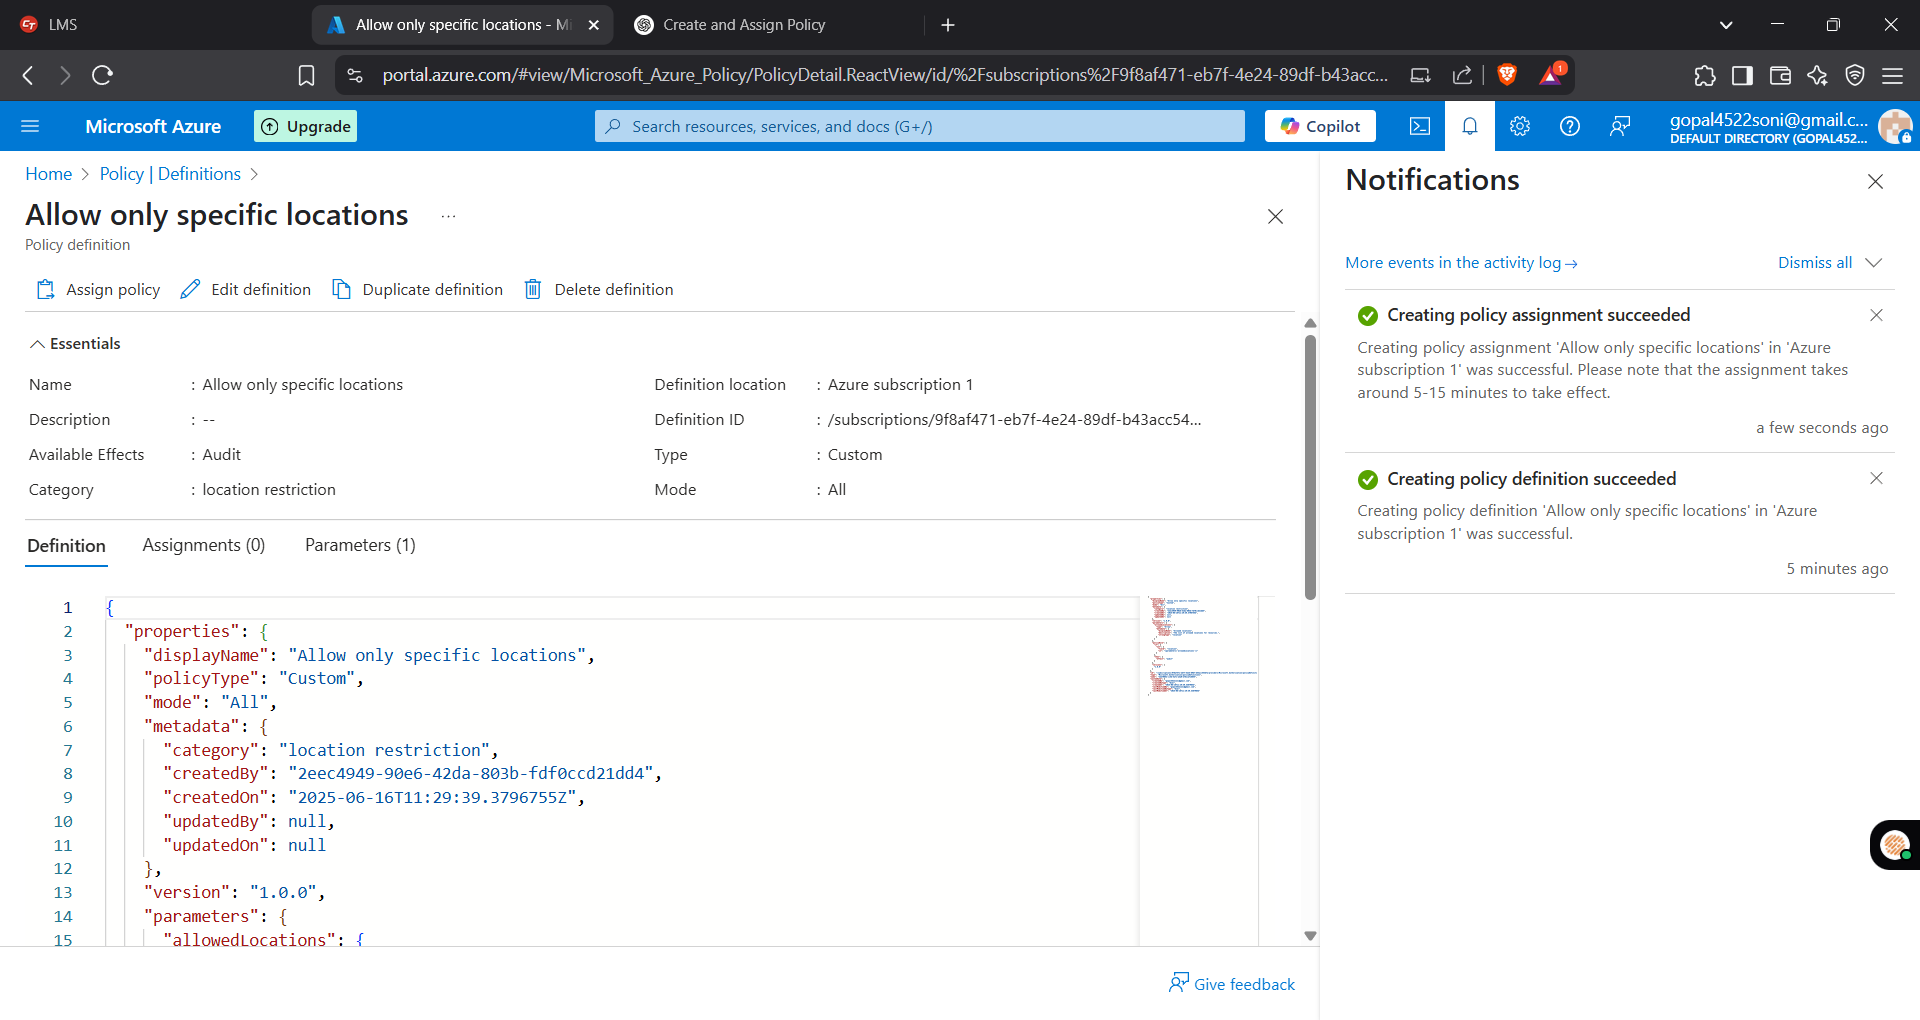 LMS
Allow only specific locations - Mi
Create and Assign Policy
portal.azure.com/#view/Microsoft_Azure_Policy/PolicyDetail.ReactView/id/%2Fsubscriptions%2F9f8af471-eb7f-4e24-89df-b43acc...
1
Microsoft Azure
Upgrade
Search resources, services, and docs (G+/)
Copilot
gopal4522soni@gmail.c...
DEFAULT DIRECTORY (GOPAL452...
Home > Policy | Definitions >
Allow only specific locations ...
Policy definition
Assign policy
Edit definition
Duplicate definition
Delete definition
Essentials
Name : Allow only specific locations
Definition location : Azure subscription 1
Description : --
Definition ID : /subscriptions/9f8af471-eb7f-4e24-89df-b43acc54...
Available Effects : Audit
Type : Custom
Category : location restriction
Mode : All
Definition
Assignments (0)
Parameters (1)
1 {
2 "properties": {
3 "displayName": "Allow only specific locations",
4 "policyType": "Custom",
5 "mode": "All",
6 "metadata": {
7 "category": "location restriction",
8 "createdBy": "2eec4949-90e6-42da-803b-fdf0ccd21dd4",
9 "createdOn": "2025-06-16T11:29:39.3796755Z",
10 "updatedBy": null,
11 "updatedOn": null
12 },
13 "version": "1.0.0",
14 "parameters": {
15 "allowedLocations": {
Give feedback
Notifications
More events in the activity log →
Dismiss all
Creating policy assignment succeeded
Creating policy assignment 'Allow only specific locations' in 'Azure
subscription 1' was successful. Please note that the assignment takes
around 5-15 minutes to take effect.
a few seconds ago
Creating policy definition succeeded
Creating policy definition 'Allow only specific locations' in 'Azure
subscription 1' was successful.
5 minutes ago